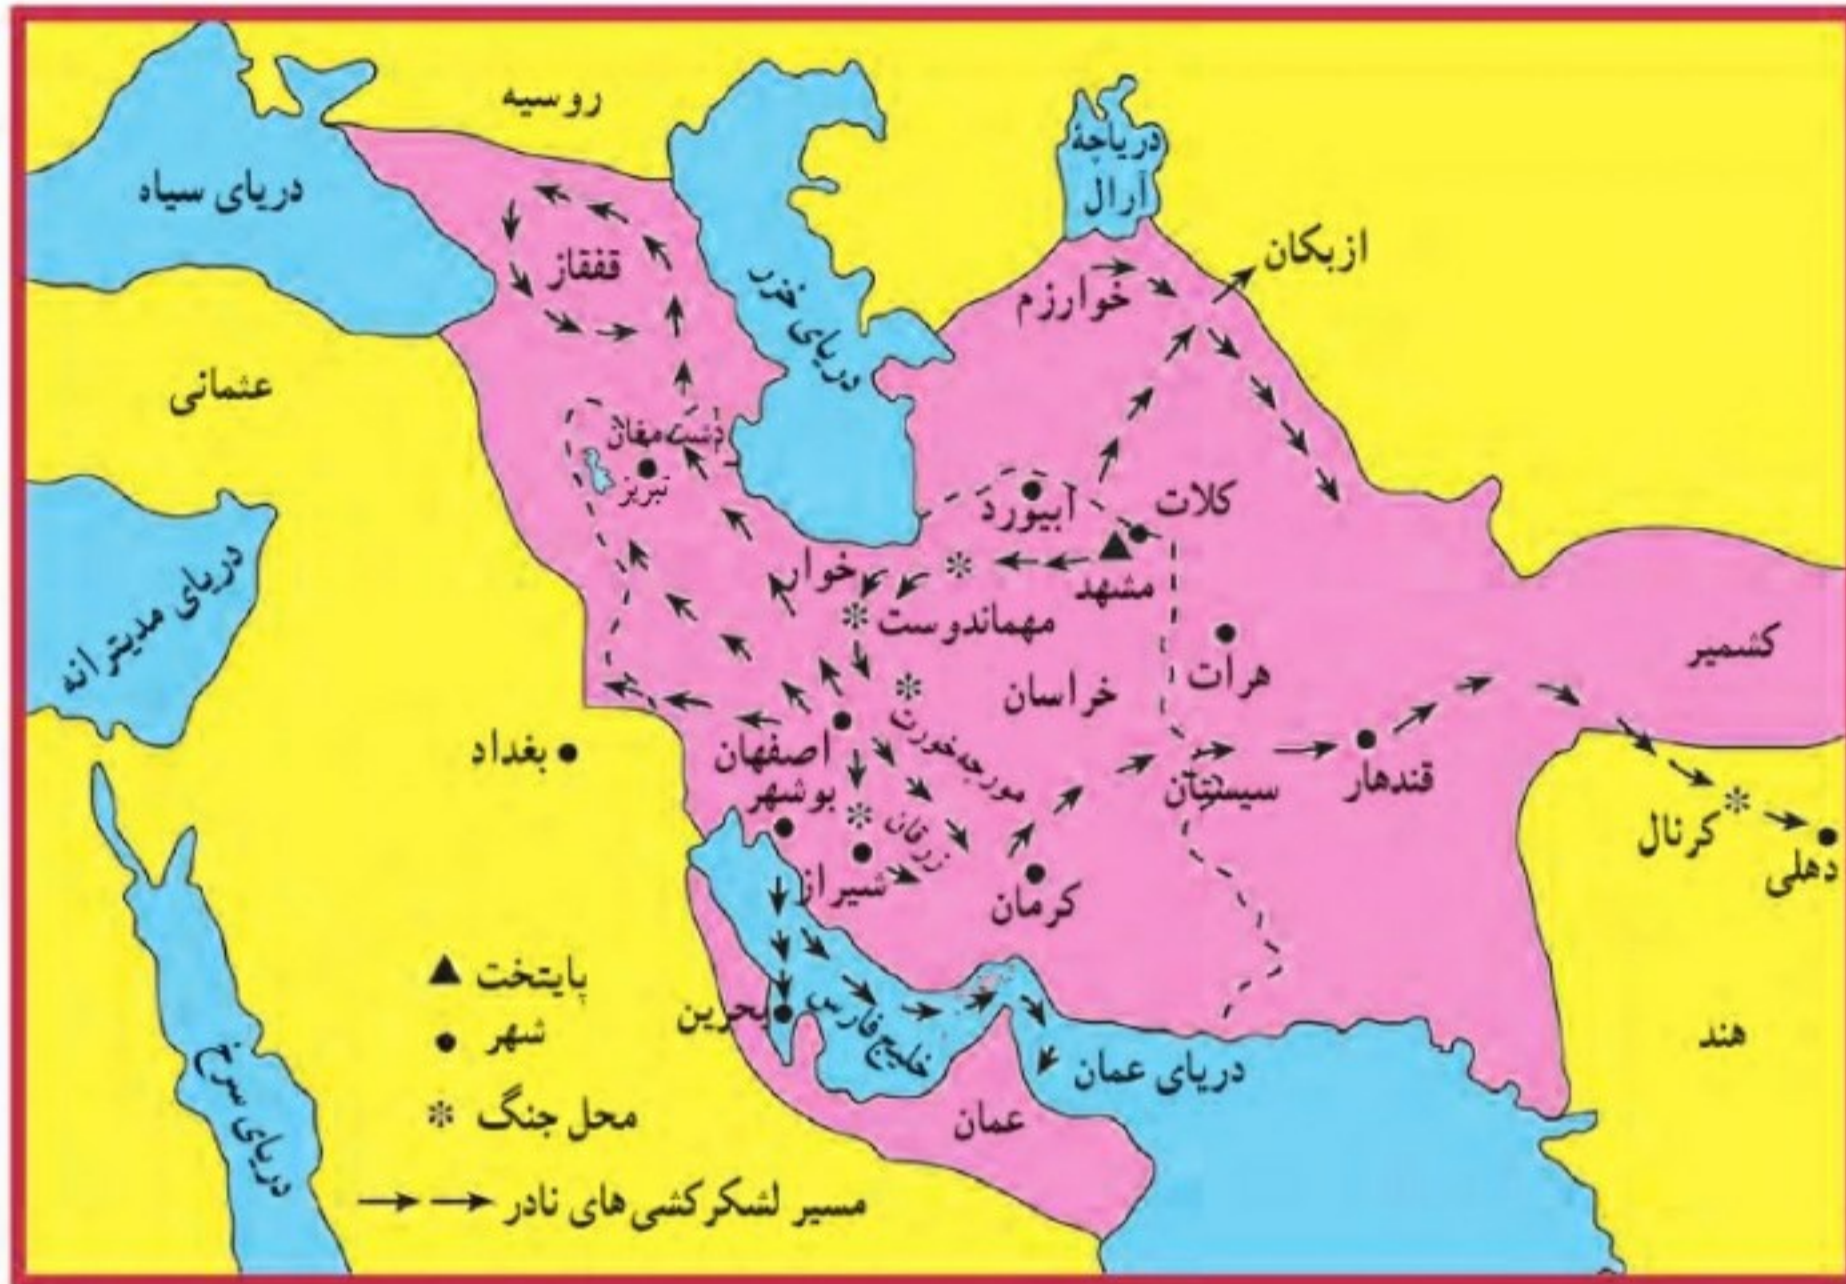 روسیه
دریای سیاه
دریاچهٔ
آرال
ازبکان
قفقاز
خوارزم
دریای خزر
عثمانی
دشت مغان
تبریز
ابیورد
کلات
خوار
مشهد
مهماندوست
دریای مدیترانه
هرات
کشمیر
خراسان
بغداد
اصفهان
مورچه‌خورت
بوشهر
سیستان
قندهار
زرقان
کرنال
دهلی
شیراز
کرمان
بحرین
خلیج فارس
دریای عمان
هند
عمان
دریای سرخ
پایتخت
شهر
محل جنگ
مسیر لشکرکشی‌های نادر